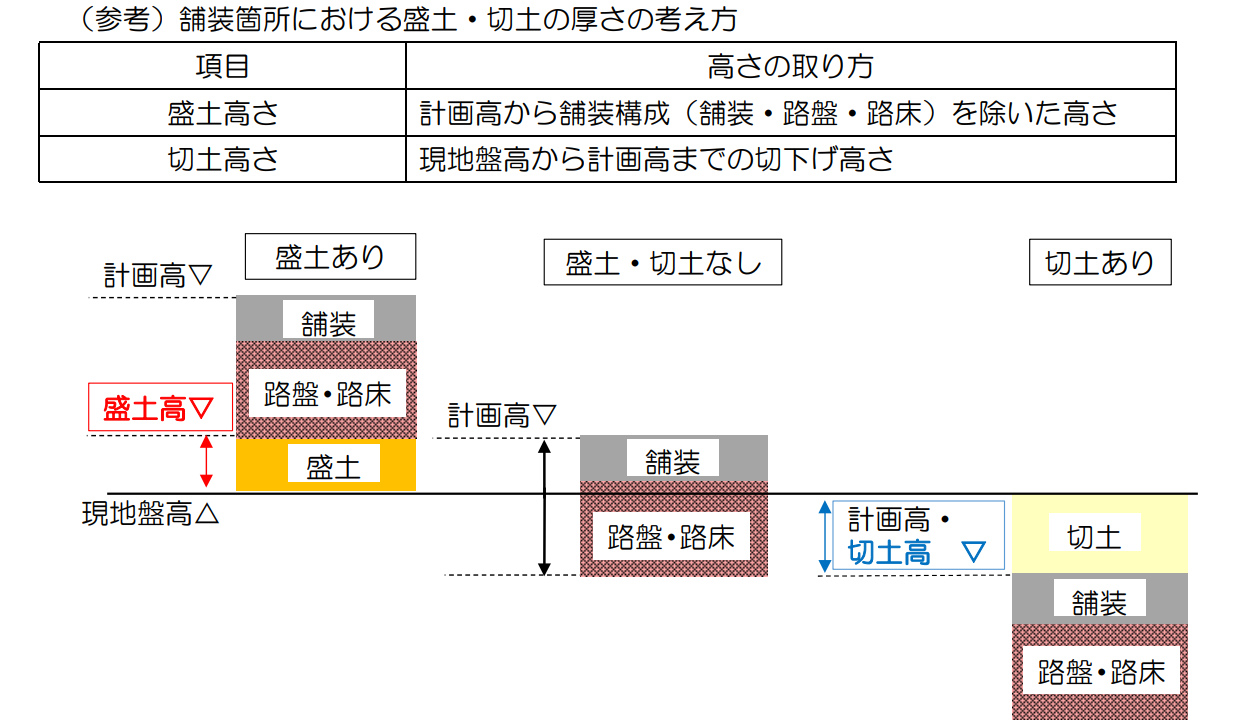 （参考）舗装箇所における盛土・切土の厚さの考え方
項目 高さの取り方
盛土高さ 計画高から舗装構成（舗装・路盤・路床）を除いた高さ
切土高さ 現地盤高から計画高までの切下げ高さ
盛土あり
盛土・切土なし
切土あり
計画高▽
舗装
路盤・路床
盛土高▽
盛土
現地盤高△
計画高▽
舗装
路盤・路床
計画高・
切土高 ▽
切土
舗装
路盤・路床